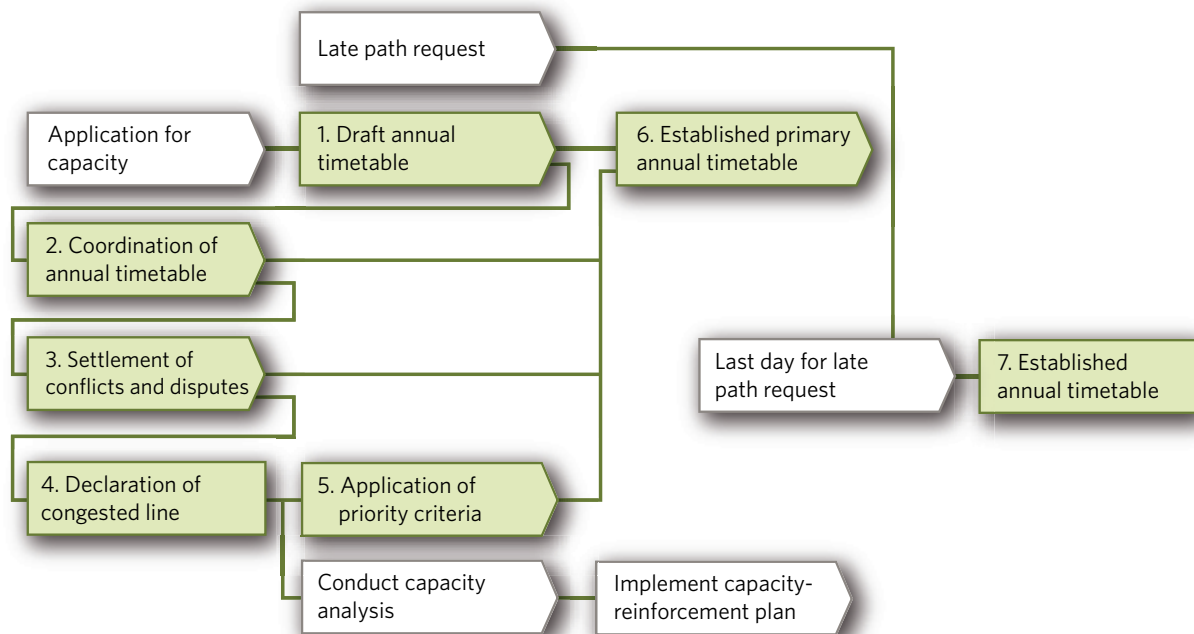 Late path request
Application for
capacity
1. Draft annual
timetable
6. Established primary
annual timetable
2. Coordination of
annual timetable
3. Settlement of
conflicts and disputes
Last day for late
path request
7. Established
annual timetable
4. Declaration of
congested line
5. Application of
priority criteria
Conduct capacity
analysis
Implement capacity-
reinforcement plan